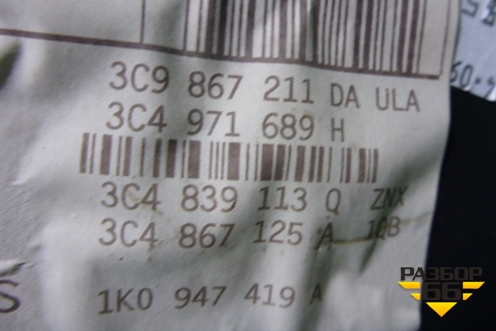 3C9 867 211 DA ULA
3C4 971 689 H
3C4 839 113 Q ZNX
3C4 867 125 A 1QB
1K0 947 419 A
S
РАЗБОР
66